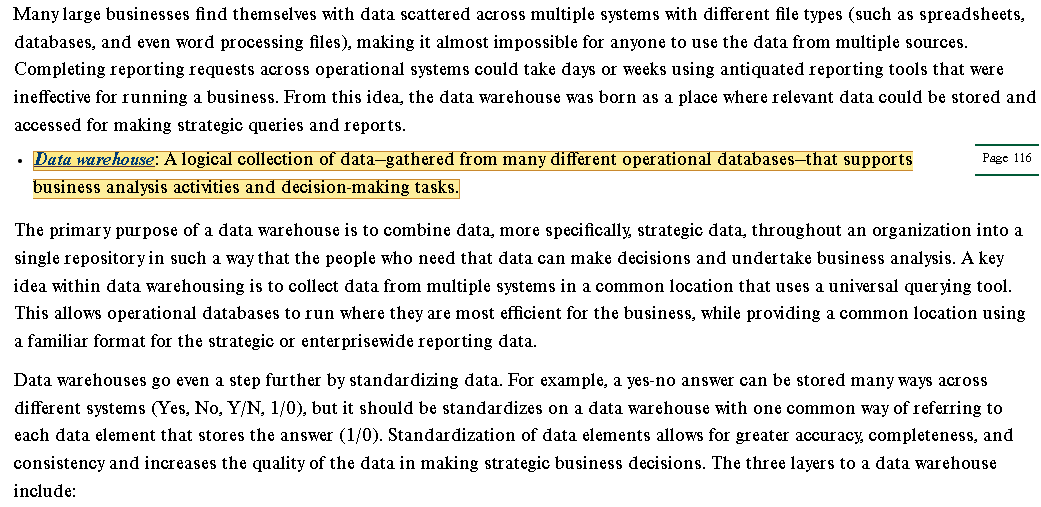 Many large businesses find themselves with data scattered across multiple systems with different file types (such as spreadsheets,
databases, and even word processing files), making it almost impossible for anyone to use the data from multiple sources.
Completing reporting requests across operational systems could take days or weeks using antiquated reporting tools that were
ineffective for running a business. From this idea, the data warehouse was born as a place where relevant data could be stored and
accessed for making strategic queries and reports.
• Data warehouse: A logical collection of data—gathered from many different operational databases—that supports
business analysis activities and decision-making tasks.
Page 116
The primary purpose of a data warehouse is to combine data, more specifically, strategic data, throughout an organization into a
single repository in such a way that the people who need that data can make decisions and undertake business analysis. A key
idea within data warehousing is to collect data from multiple systems in a common location that uses a universal querying tool.
This allows operational databases to run where they are most efficient for the business, while providing a common location using
a familiar format for the strategic or enterprisewide reporting data.
Data warehouses go even a step further by standardizing data. For example, a yes-no answer can be stored many ways across
different systems (Yes, No, Y/N, 1/0), but it should be standardizes on a data warehouse with one common way of referring to
each data element that stores the answer (1/0). Standardization of data elements allows for greater accuracy, completeness, and
consistency and increases the quality of the data in making strategic business decisions. The three layers to a data warehouse
include: